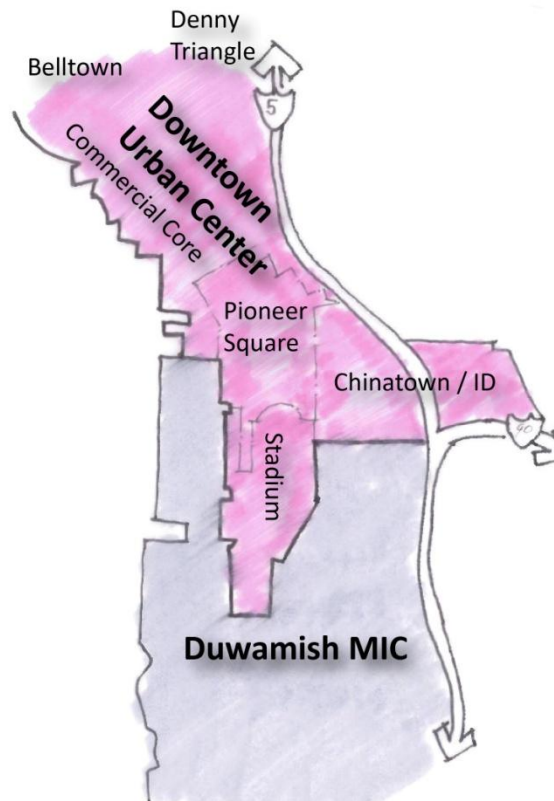 Denny
Triangle
Belltown
5
Downtown
Urban Center
Commercial Core
Pioneer
Square
Chinatown / ID
90
Stadium
Duwamish MIC